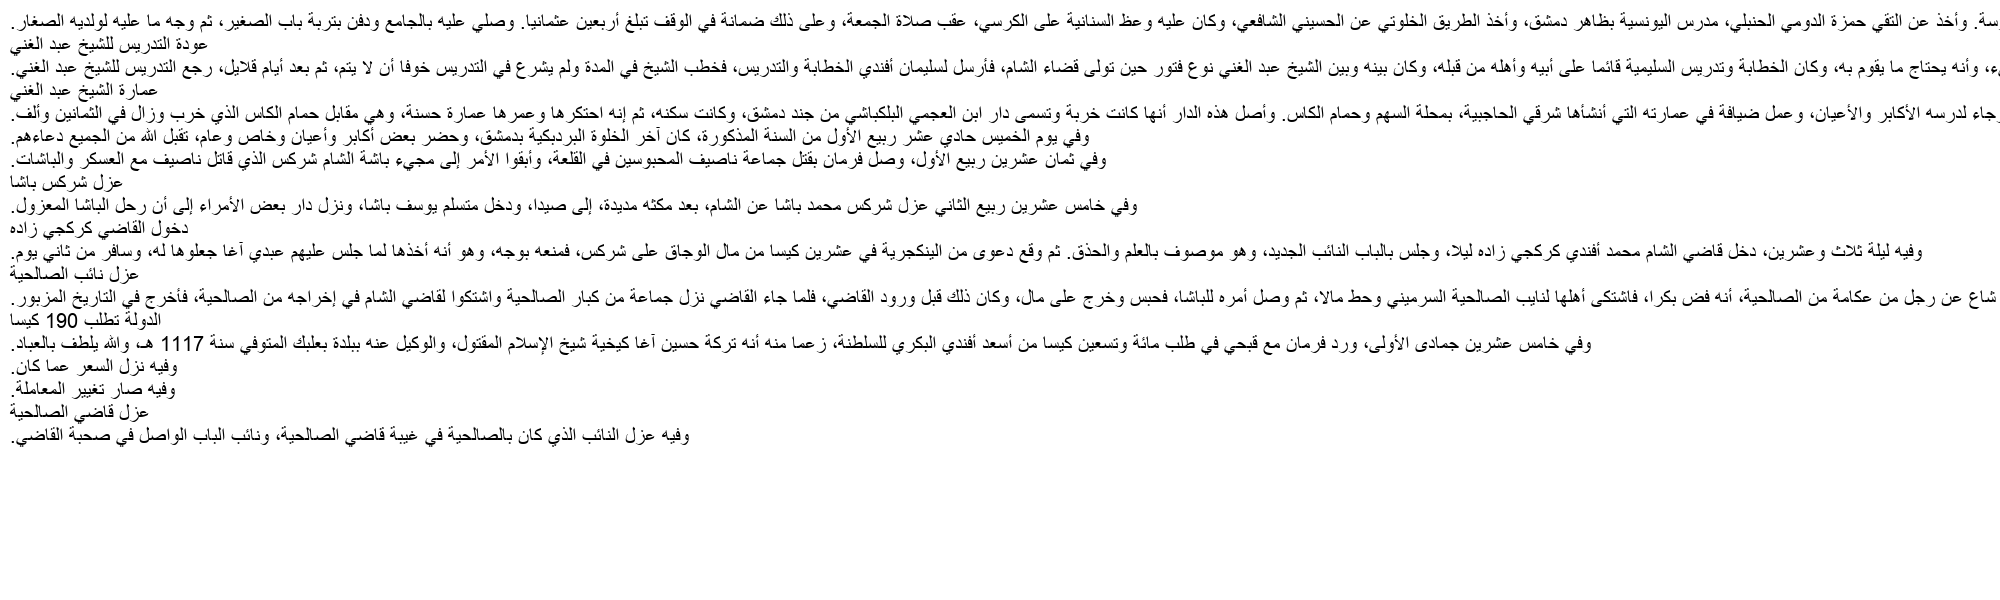 وأخذ عن التقي حمزة الدومي الحنبلي، مدرس اليونسية بظاهر دمشق، وأخذ الطريق الخلوتي عن الحسيني الشافعي، وكان عليه وعظ السنانية على الكرسي، عقب صلاة الجمعة، وعلى ذلك ضمانة في الوقف تبلغ أربعين عثمانيا. وصلي عليه بالجامع ودفن بتربة باب الصغير، ثم وجه ما عليه لولديه الصغار.
عودة التدريس للشيخ عبد الغني
وأنه يحتاج ما يقوم به، وكان الخطابة وتدريس السليمية قائما على أبيه وأهله من قبله، وكان بينه وبين الشيخ عبد الغني نوع فتور حين تولى قضاء الشام، فأرسل لسليمان أفندي الخطابة والتدريس، فخطب الشيخ في المدة ولم يشرع في التدريس خوفا أن لا يتم، ثم بعد أيام قلايل، رجع التدريس للشيخ عبد الغني.
عمارة الشيخ عبد الغني
جاء لدرسه الأكابر والأعيان، وعمل ضيافة في عمارته التي أنشأها شرقي الحاجبية، بمحلة السهم وحمام الكاس. وأصل هذه الدار أنها كانت خربة وتسمى دار ابن العجمي البلكباشي من جند دمشق، وكانت سكنه، ثم إنه احتكرها وعمرها عمارة حسنة، وهي مقابل حمام الكاس الذي خرب وزال في الثمانين وألف.
وفي يوم الخميس حادي عشر ربيع الأول من السنة المذكورة، كان آخر الخلوة البردبكية بدمشق، وحضر بعض أكابر وأعيان وخاص وعام، تقبل الله من الجميع دعاءهم.
وفي ثمان عشرين ربيع الأول، وصل فرمان بقتل جماعة ناصيف المحبوسين في القلعة، وأبقوا الأمر إلى مجيء باشة الشام شركس الذي قاتل ناصيف مع العسكر والباشات.
عزل شركس باشا
وفي خامس عشرين ربيع الثاني عزل شركس محمد باشا عن الشام، بعد مكثه مديدة، إلى صيدا، ودخل متسلم يوسف باشا، ونزل دار بعض الأمراء إلى أن رحل الباشا المعزول.
دخول القاضي كركجي زاده
وفيه ليلة ثلاث وعشرين، دخل قاضي الشام محمد أفندي كركجي زاده ليلا، وجلس بالباب النائب الجديد، وهو موصوف بالعلم والحذق. ثم وقع دعوى من الينكجرية في عشرين كيسا من مال الوجاق على شركس، فمنعه بوجه، وهو أنه أخذها لما جلس عليهم عبدي آغا جعلوها له، وسافر من ثاني يوم.
عزل نائب الصالحية
شاع عن رجل من عكامة من الصالحية، أنه فض بكرا، فاشتكى أهلها لنايب الصالحية السرميني وحط مالا، ثم وصل أمره للباشا، فحبس وخرج على مال، وكان ذلك قبل ورود القاضي، فلما جاء القاضي نزل جماعة من كبار الصالحية واشتكوا لقاضي الشام في إخراجه من الصالحية، فأخرج في التاريخ المزبور.
الدولة تطلب 190 كيسا
وفي خامس عشرين جمادى الأولى، ورد فرمان مع قبجي في طلب مائة وتسعين كيسا من أسعد أفندي البكري للسلطنة، زعما منه أنه تركة حسين آغا كيخية شيخ الإسلام المقتول، والوكيل عنه ببلدة بعلبك المتوفي سنة 1117 هـ، والله يلطف بالعباد.
وفيه نزل السعر عما كان.
وفيه صار تغيير المعاملة.
عزل قاضي الصالحية
وفيه عزل النائب الذي كان بالصالحية في غيبة قاضي الصالحية، ونائب الباب الواصل في صحبة القاضي.